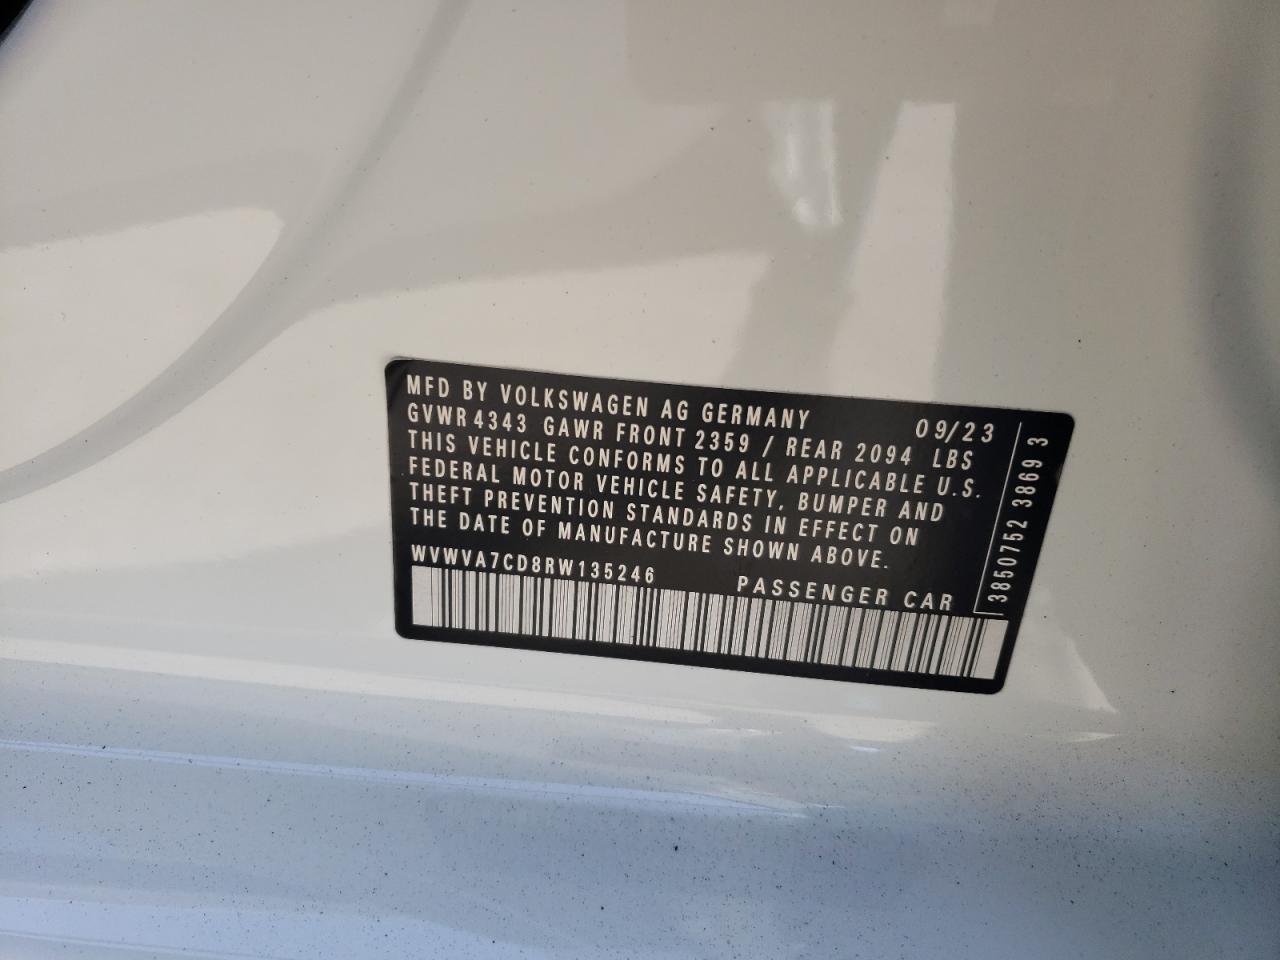 MFD BY VOLKSWAGEN AG GERMANY 09/23
GVWR 4343 GAWR FRONT 2359 / REAR 2094 LBS
THIS VEHICLE CONFORMS TO ALL APPLICABLE U.S.
FEDERAL MOTOR VEHICLE SAFETY, BUMPER AND
THEFT PREVENTION STANDARDS IN EFFECT ON
THE DATE OF MANUFACTURE SHOWN ABOVE.
WVWVA7CD8RW135246 PASSENGER CAR
3850752 3869 3